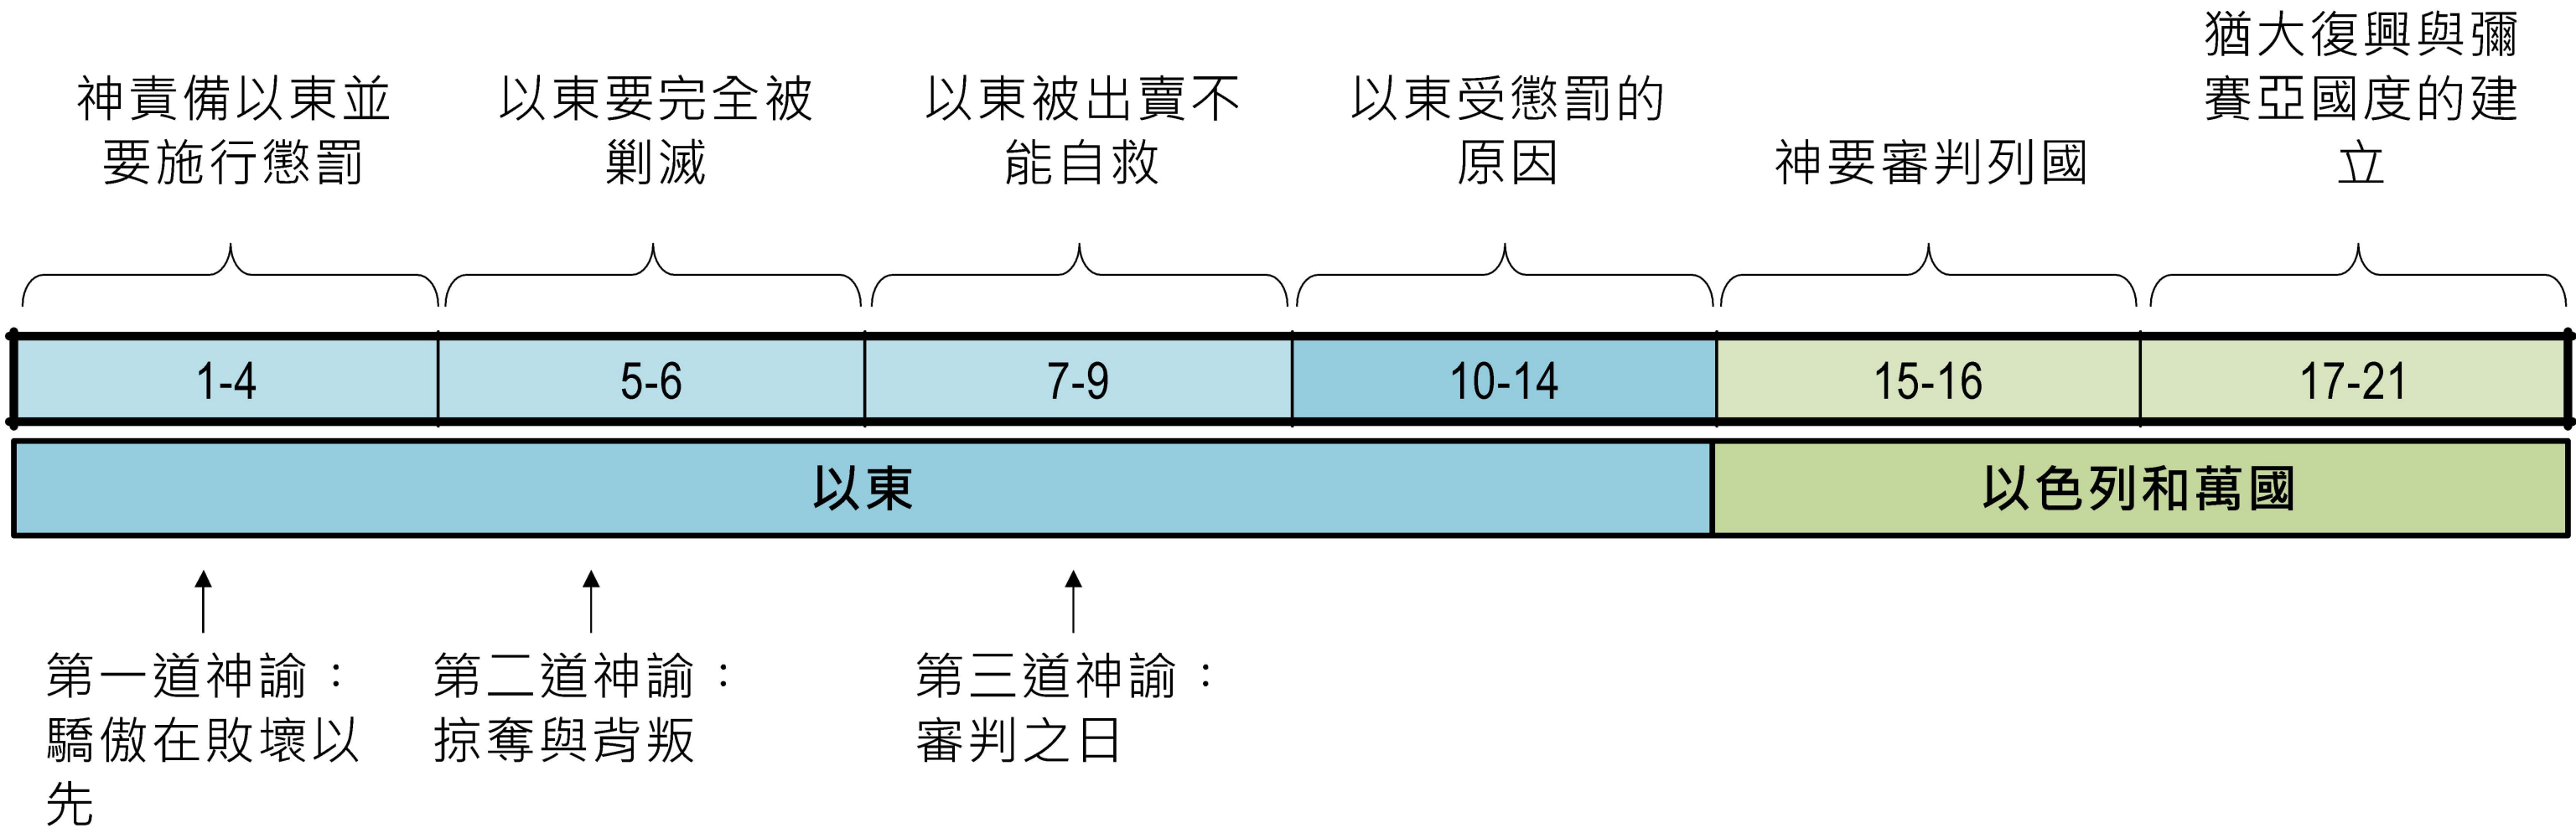 神責備以東並
要施行懲罰
以東要完全被
剿滅
以東被出賣不
能自救
以東受懲罰的
原因
神要審判列國
猶大復興與彌
賽亞國度的建
立
1-4
5-6
7-9
10-14
15-16
17-21
以東
以色列和萬國
第一道神諭：
驕傲在敗壞以
先
第二道神諭：
掠奪與背叛
第三道神諭：
審判之日